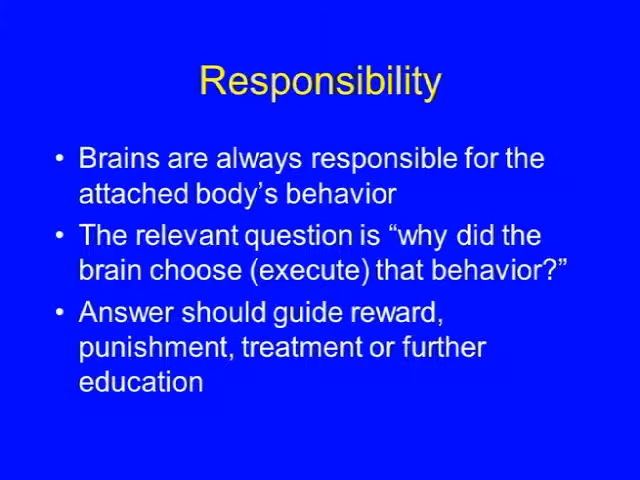 Responsibility
• Brains are always responsible for the
attached body’s behavior
• The relevant question is “why did the
brain choose (execute) that behavior?”
• Answer should guide reward,
punishment, treatment or further
education